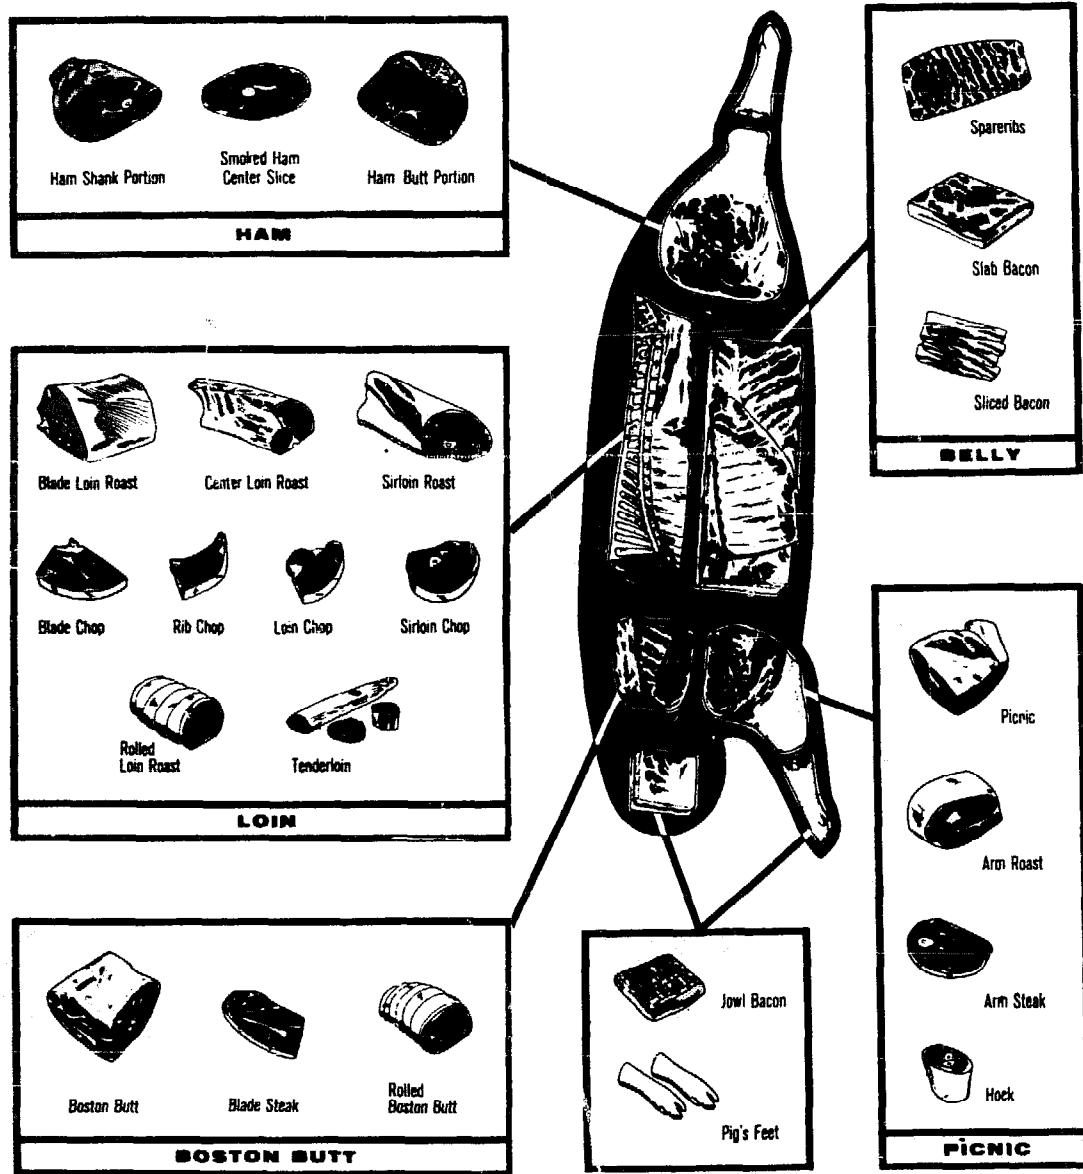 Ham Shank Portion
Smoked Ham
Center Slice
Ham Butt Portion
HAM
Blade Loin Roast
Center Loin Roast
Sirloin Roast
Blade Chop
Rib Chop
Loin Chop
Sirloin Chop
Rolled
Loin Roast
Tenderloin
LOIN
Boston Butt
Blade Steak
Rolled
Boston Butt
BOSTON BUTT
Spareribs
Slab Bacon
Sliced Bacon
BELLY
Picnic
Arm Roast
Arm Steak
Hock
PICNIC
Jowl Bacon
Pig's Feet